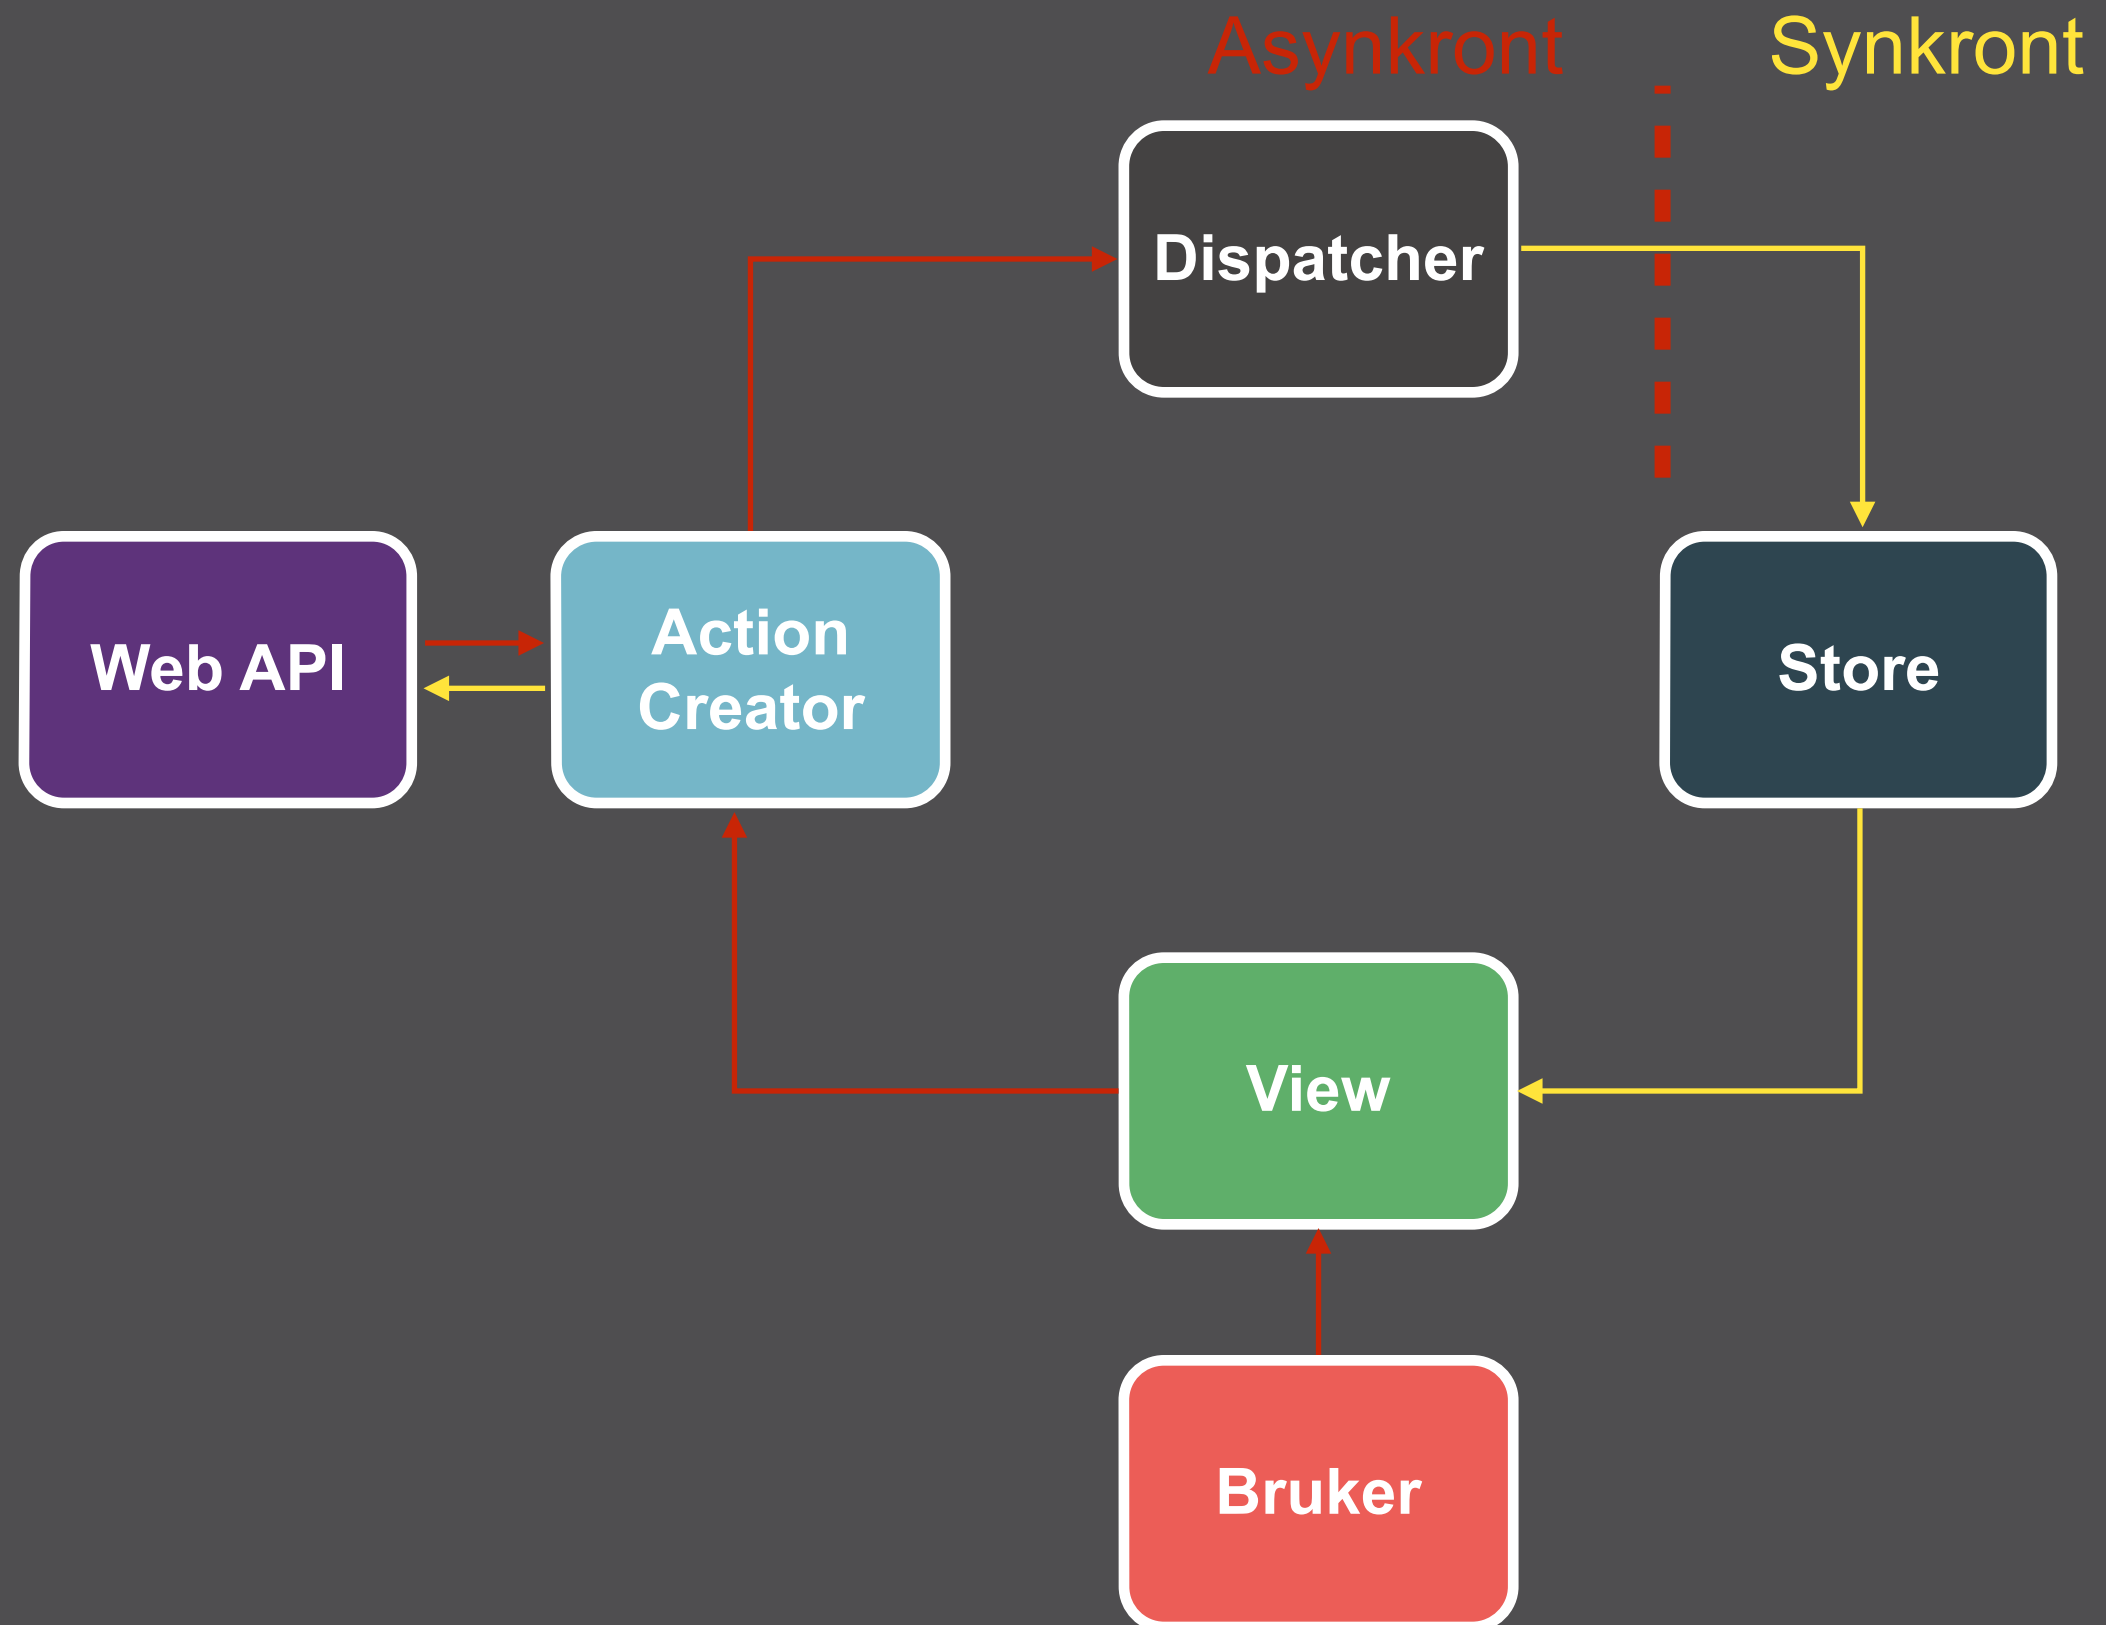 Asynkront
Synkront
Dispatcher
Web API
Action
Creator
Store
View
Bruker